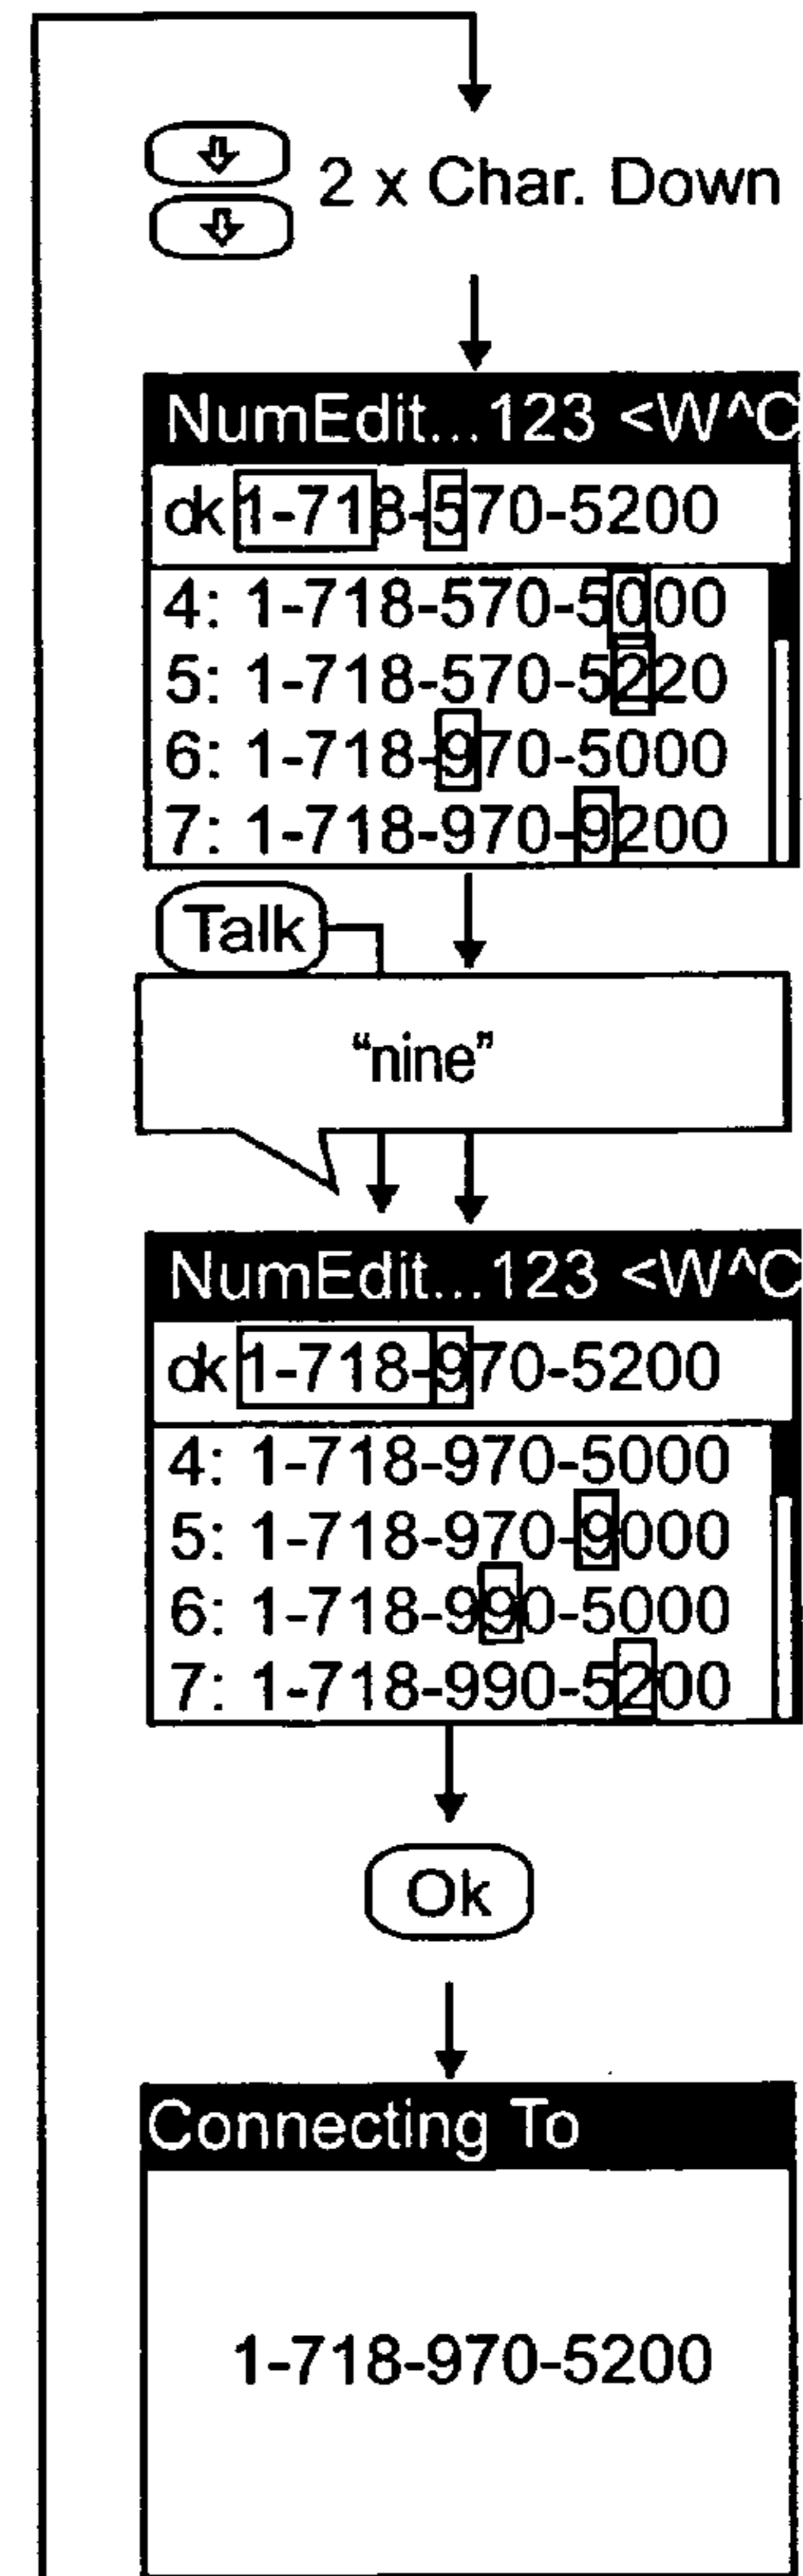 2 x Char. Down
NumEdit...123 <W^C
ok 1-718-570-5200
4: 1-718-570-5000
5: 1-718-570-5220
6: 1-718-970-5000
7: 1-718-970-9200
Talk
“nine”
NumEdit...123 <W^C
ok 1-718-970-5200
4: 1-718-970-5000
5: 1-718-970-9000
6: 1-718-990-5000
7: 1-718-990-5200
Ok
Connecting To
1-718-970-5200